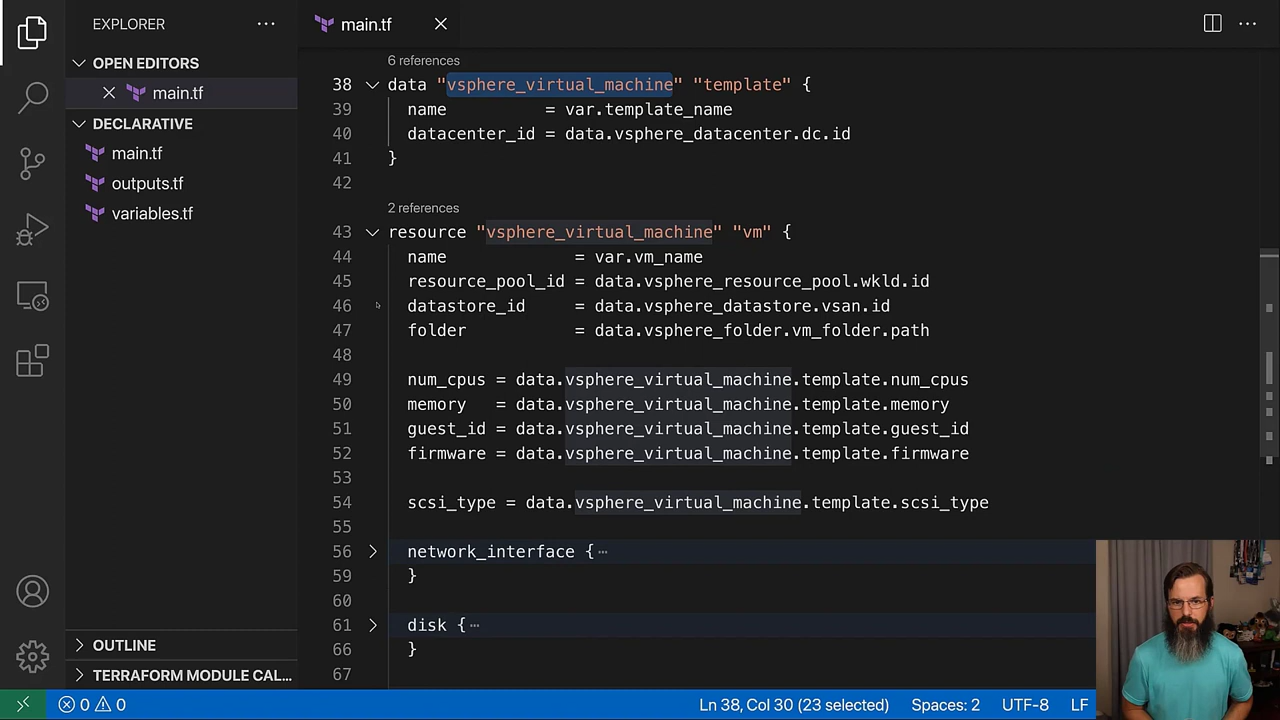 EXPLORER
OPEN EDITORS
main.tf
DECLARATIVE
main.tf
outputs.tf
variables.tf
OUTLINE
TERRAFORM MODULE CAL...
main.tf
6 references
38 data "vsphere_virtual_machine" "template" {
39 name = var.template_name
40 datacenter_id = data.vsphere_datacenter.dc.id
41 }
42
2 references
43 resource "vsphere_virtual_machine" "vm" {
44 name = var.vm_name
45 resource_pool_id = data.vsphere_resource_pool.wkld.id
46 datastore_id = data.vsphere_datastore.vsan.id
47 folder = data.vsphere_folder.vm_folder.path
48
49 num_cpus = data.vsphere_virtual_machine.template.num_cpus
50 memory = data.vsphere_virtual_machine.template.memory
51 guest_id = data.vsphere_virtual_machine.template.guest_id
52 firmware = data.vsphere_virtual_machine.template.firmware
53
54 scsi_type = data.vsphere_virtual_machine.template.scsi_type
55
56 network_interface {···
59 }
60
61 disk {···
66 }
67
0 0 Ln 38, Col 30 (23 selected) Spaces: 2 UTF-8 LF